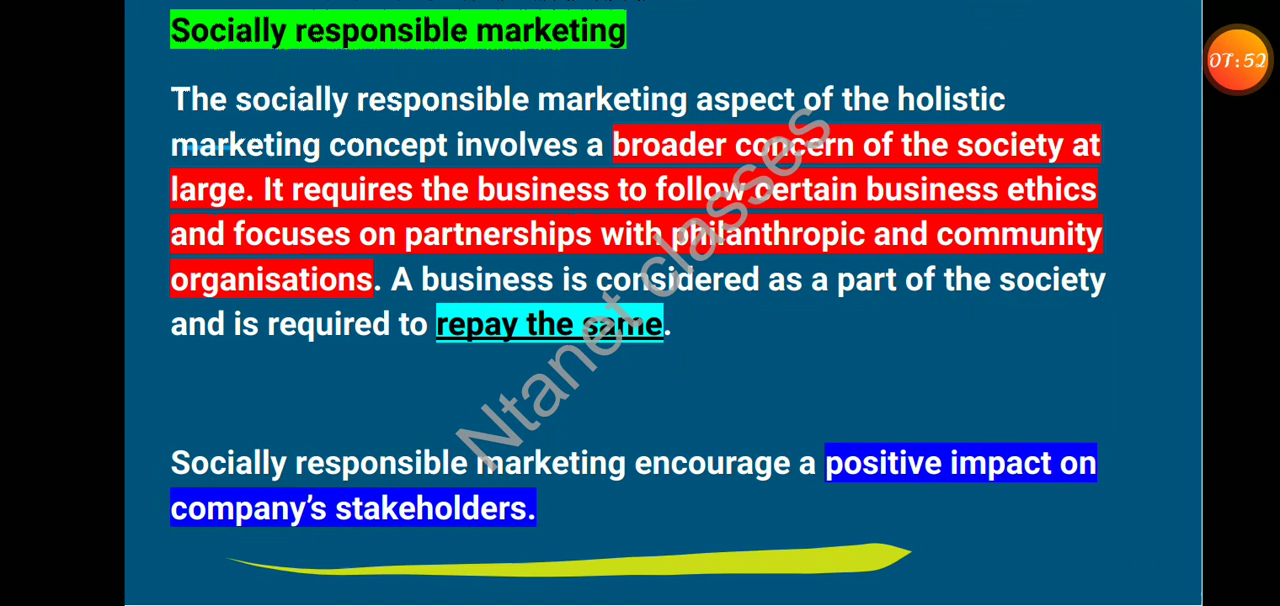 Socially responsible marketing
The socially responsible marketing aspect of the holistic
marketing concept involves a broader concern of the society at
large. It requires the business to follow certain business ethics
and focuses on partnerships with philanthropic and community
organisations. A business is considered as a part of the society
and is required to repay the same.
Ntanet classes
Socially responsible marketing encourage a positive impact on
company’s stakeholders.
07:52